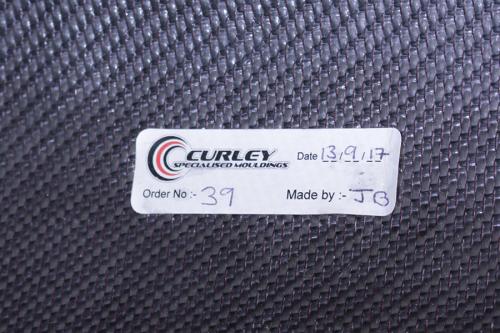 CURLEY
SPECIALISED MOULDINGS
Date 13/9/17
Order No :- 39
Made by :- JB